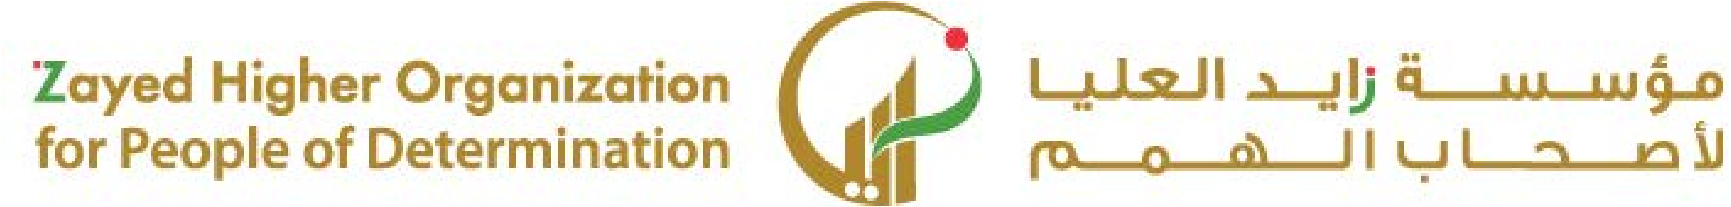 Zayed Higher Organization
for People of Determination
مؤسسة زايد العليا
لأصحاب الهمم